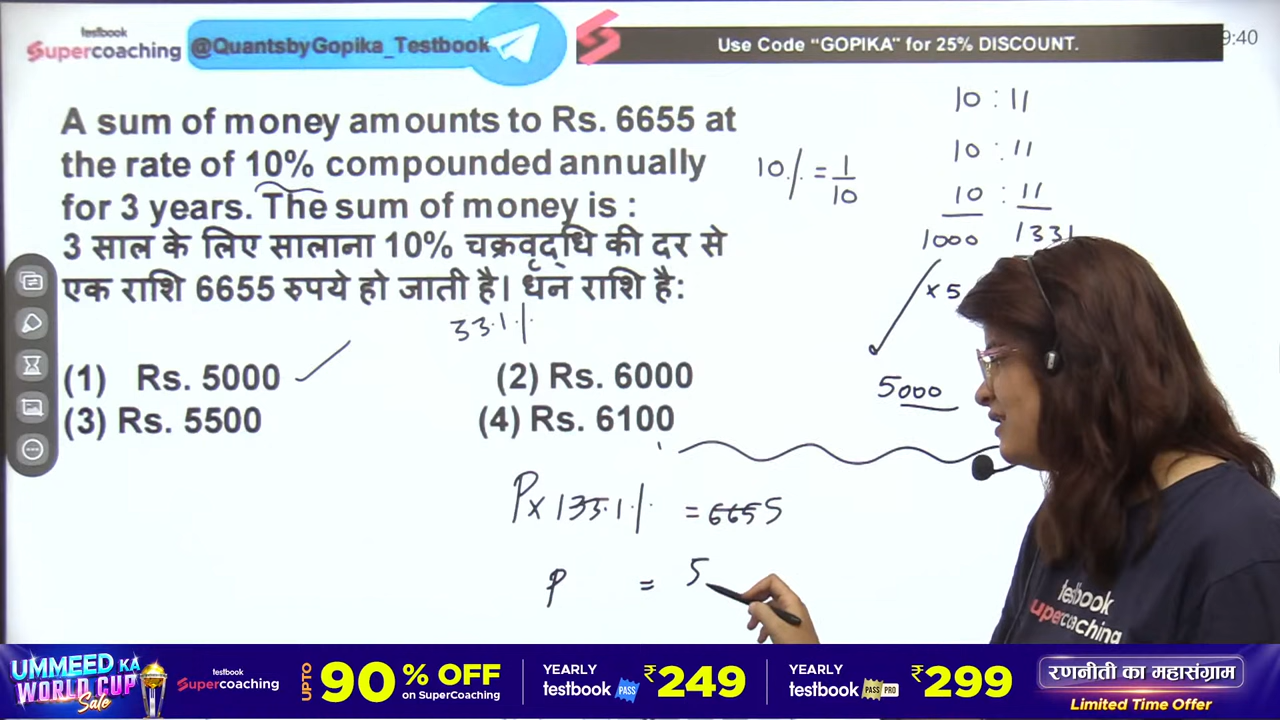 testbook
Supercoaching
@QuantsbyGopika_Testbook
Use Code "GOPIKA" for 25% DISCOUNT.
9:40
A sum of money amounts to Rs. 6655 at
the rate of 10% compounded annually
for 3 years. The sum of money is :
3 साल के लिए सालाना 10% चक्रवृद्धि की दर से
एक राशि 6655 रुपये हो जाती है। धन राशि है:
33.1%
(1) Rs. 5000
(2) Rs. 6000
(3) Rs. 5500
(4) Rs. 6100
10% = 1/10
10 : 11
10 : 11
10 : 11
1000 1331
×5
5000
P× 133.1% = 6655
P = 5
testbook
supercoaching
UMMEED KA
WORLD CUP
Sale
testbook
Supercoaching
UPTO 90% OFF
on SuperCoaching
YEARLY
testbook PASS
₹249
YEARLY
testbook PASS PRO
₹299
रणनीती का महासंग्राम
Limited Time Offer